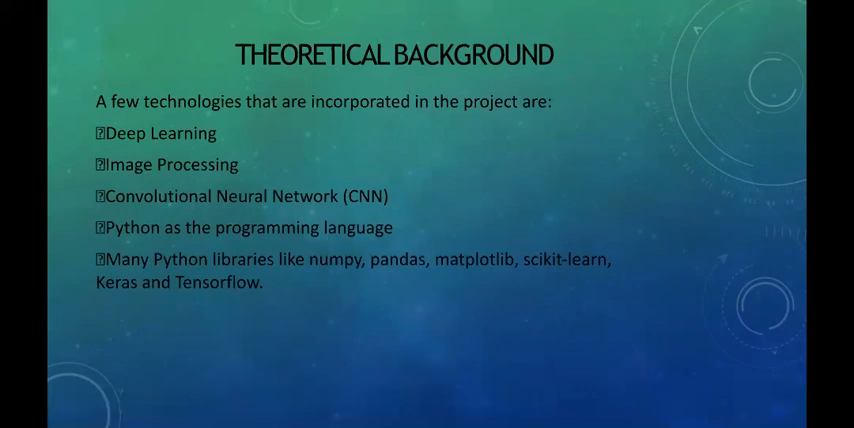 THEORETICAL BACKGROUND
A few technologies that are incorporated in the project are:
⍰Deep Learning
⍰Image Processing
⍰Convolutional Neural Network (CNN)
⍰Python as the programming language
⍰Many Python libraries like numpy, pandas, matplotlib, scikit-learn,
Keras and Tensorflow.